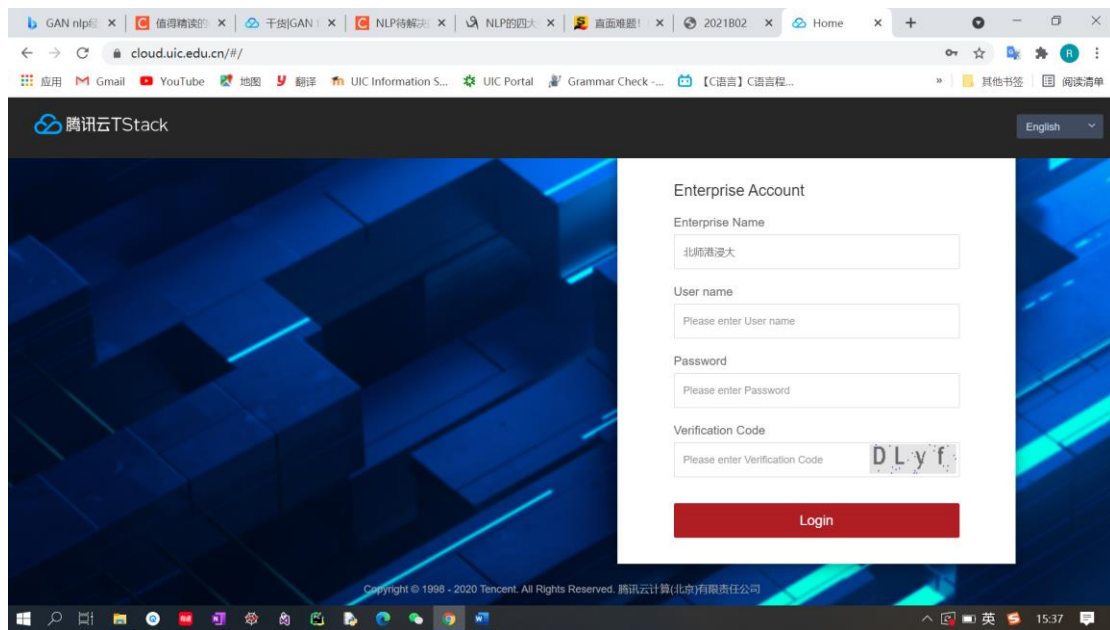 GAN nlp
值得精读的
干货|GAN
NLP待解决
NLP的四大
直面难题!
2021B02
Home
cloud.uic.edu.cn/#/
R
应用
Gmail
YouTube
地图
翻译
UIC Information S...
UIC Portal
Grammar Check -...
【C语言】C语言程...
»
其他书签
阅读清单
腾讯云TStack
English
Enterprise Account
Enterprise Name
北师港浸大
User name
Please enter User name
Password
Please enter Password
Verification Code
Please enter Verification Code
DLyf
Login
Copyright © 1998 - 2020 Tencent. All Rights Reserved. 腾讯云计算(北京)有限责任公司
英
15:37